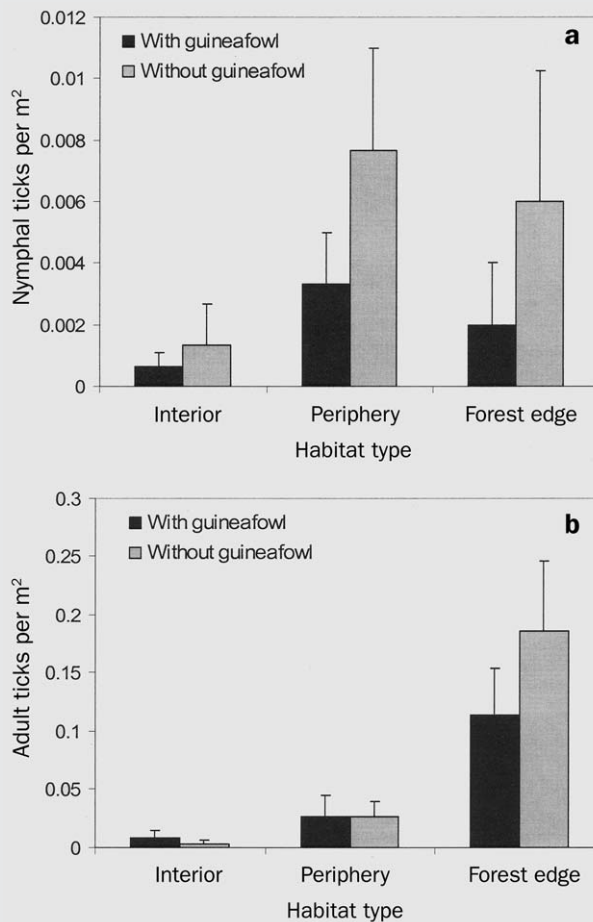 a
With guineafowl
Without guineafowl
Nymphal ticks per m²
0.012
0.01
0.008
0.006
0.004
0.002
0
Interior Periphery Forest edge
Habitat type
b
With guineafowl
Without guineafowl
Adult ticks per m²
0.3
0.25
0.2
0.15
0.1
0.05
0
Interior Periphery Forest edge
Habitat type